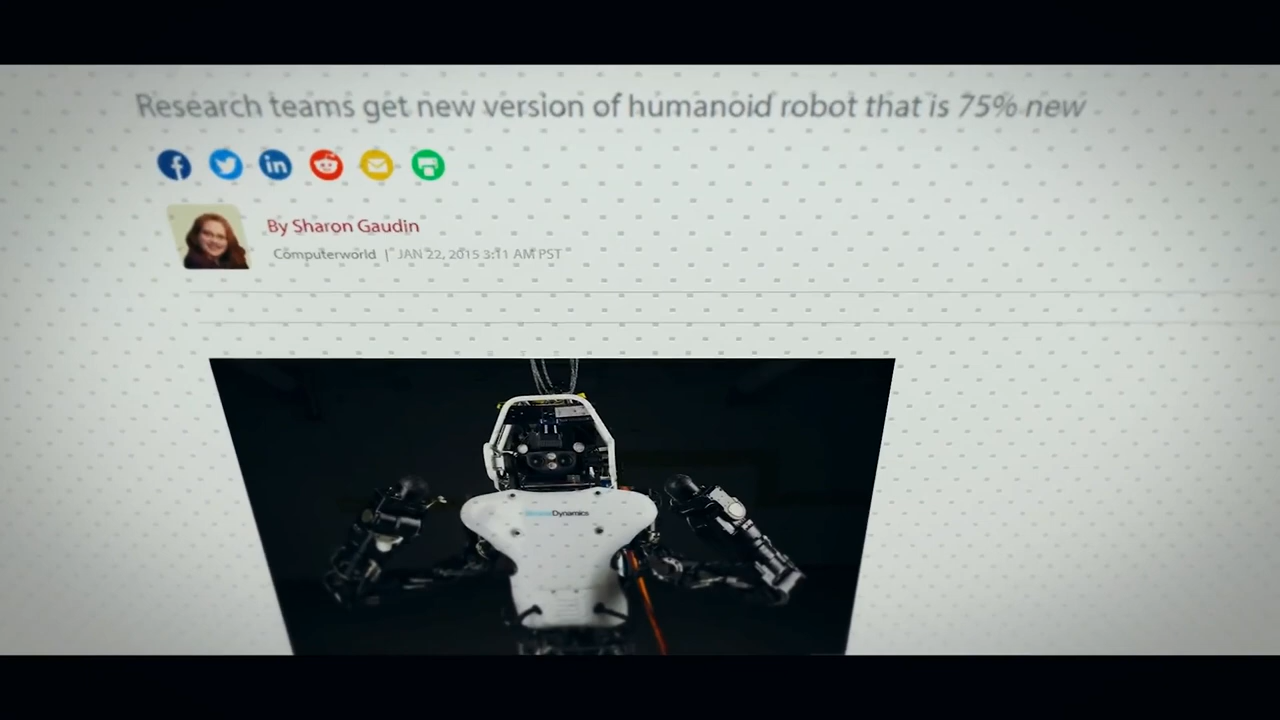 Research teams get new version of humanoid robot that is 75% new
By Sharon Gaudin
Computerworld | JAN 22, 2015 3:11 AM PST
Dynamics